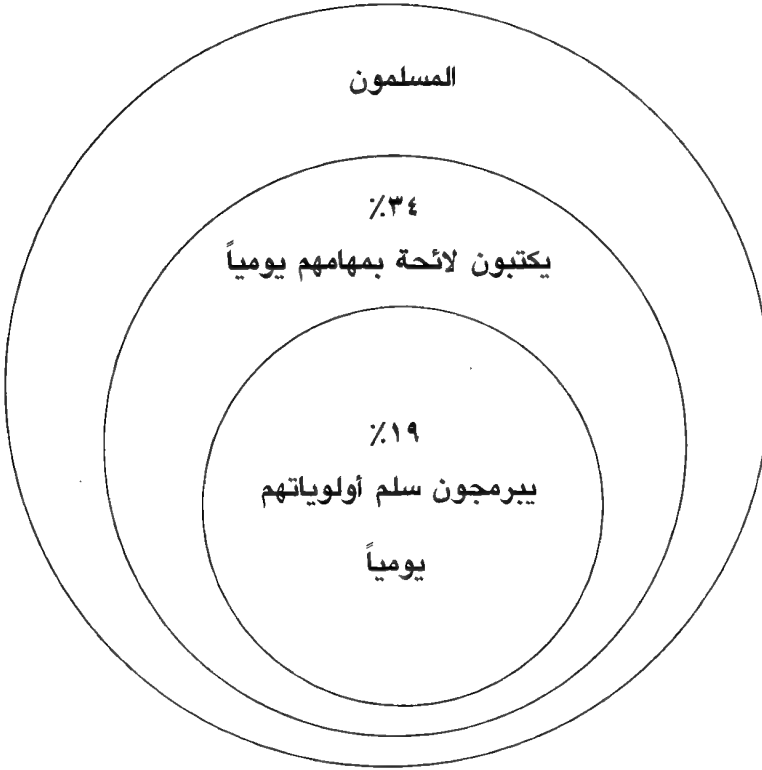 المسلمون
٣٤٪
يكتبون لائحة بمهامهم يومياً
١٩٪
يبرمجون سلم أولوياتهم
يومياً